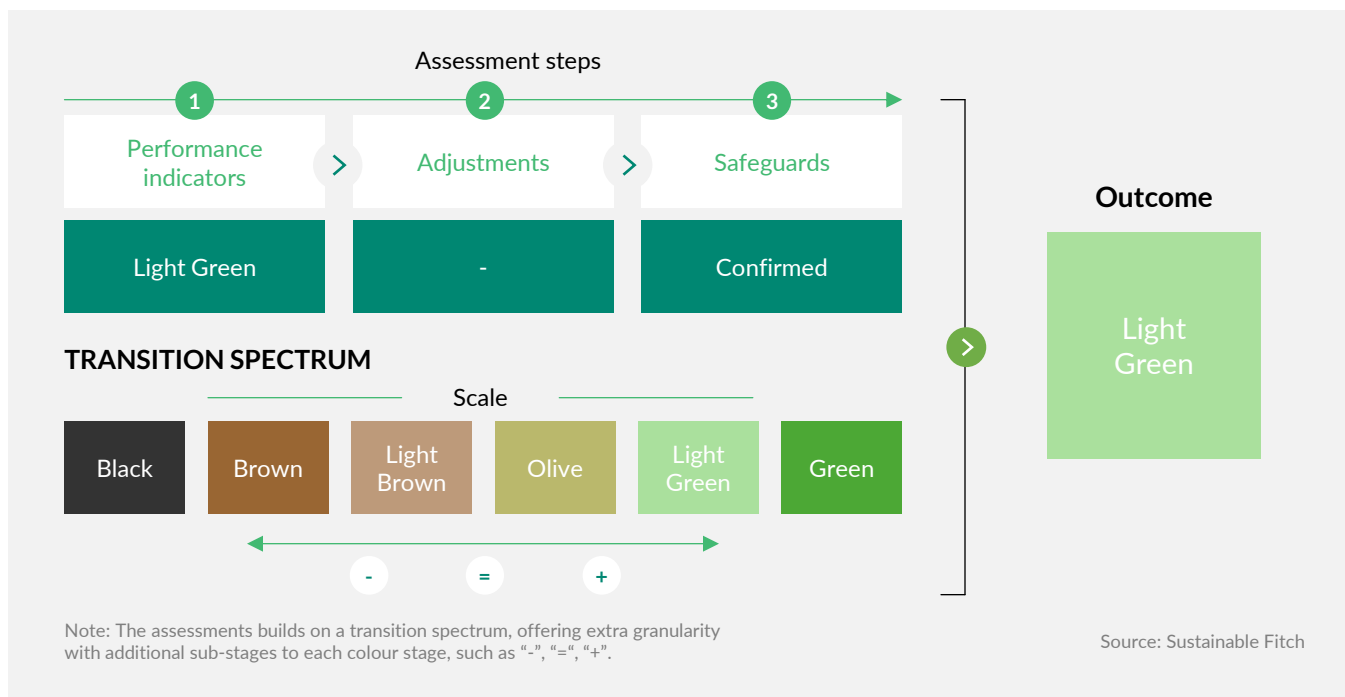 Assessment steps
1
2
3
Performance
indicators
>
Adjustments
>
Safeguards
Light Green
-
Confirmed
TRANSITION SPECTRUM
Scale
Black
Brown
Light
Brown
Olive
Light
Green
Green
-
=
+
Note: The assessments builds on a transition spectrum, offering extra granularity
with additional sub-stages to each colour stage, such as “-”, “=“, “+”.
>
Outcome
Light
Green
Source: Sustainable Fitch